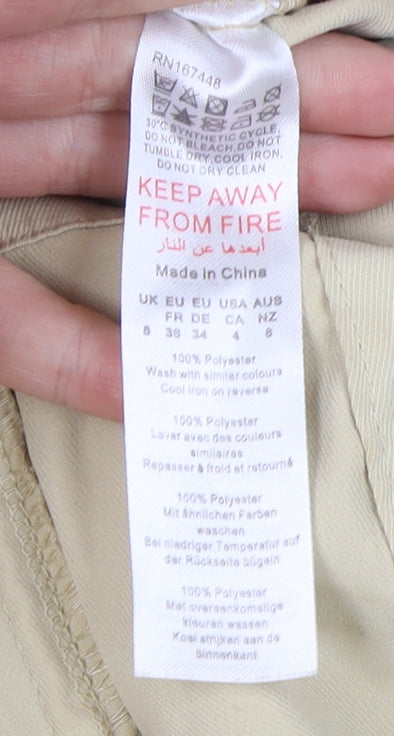 RN167448
30°C SYNTHETIC CYCLE,
DO NOT BLEACH, DO NOT
TUMBLE DRY, COOL IRON,
DO NOT DRY CLEAN
KEEP AWAY
FROM FIRE
أبعدها عن النار
Made in China
UK EU EU USA AUS
FR DE CA NZ
8 36 34 4 8
100% Polyester
Wash with similar colours
Cool iron on reverse
100% Polyester
Laver avec des couleurs
similaires
Repasser à froid et retourné
100% Polyester
Mit ähnlichen Farben
waschen
Bei niedriger Temperatur auf
der Rückseite bügeln
100% Polyester
Met overeenkomstige
kleuren wassen
Koel strijken aan de
binnenkant